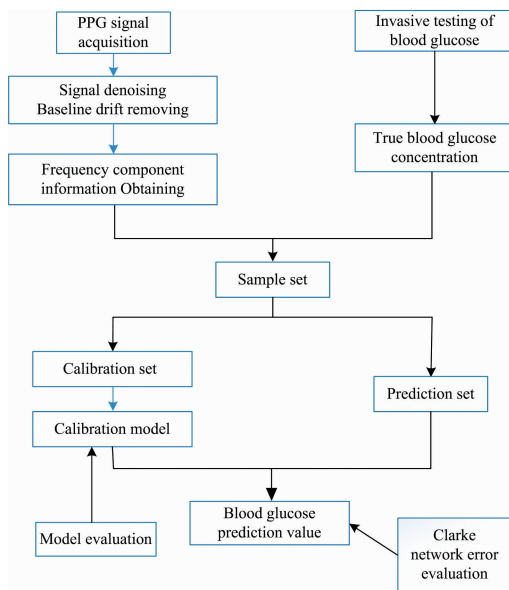 PPG signal
acquisition
Invasive testing of
blood glucose
Signal denoising
Baseline drift removing
True blood glucose
concentration
Frequency component
information Obtaining
Sample set
Calibration set
Prediction set
Calibration model
Blood glucose
prediction value
Model evaluation
Clarke
network error
evaluation